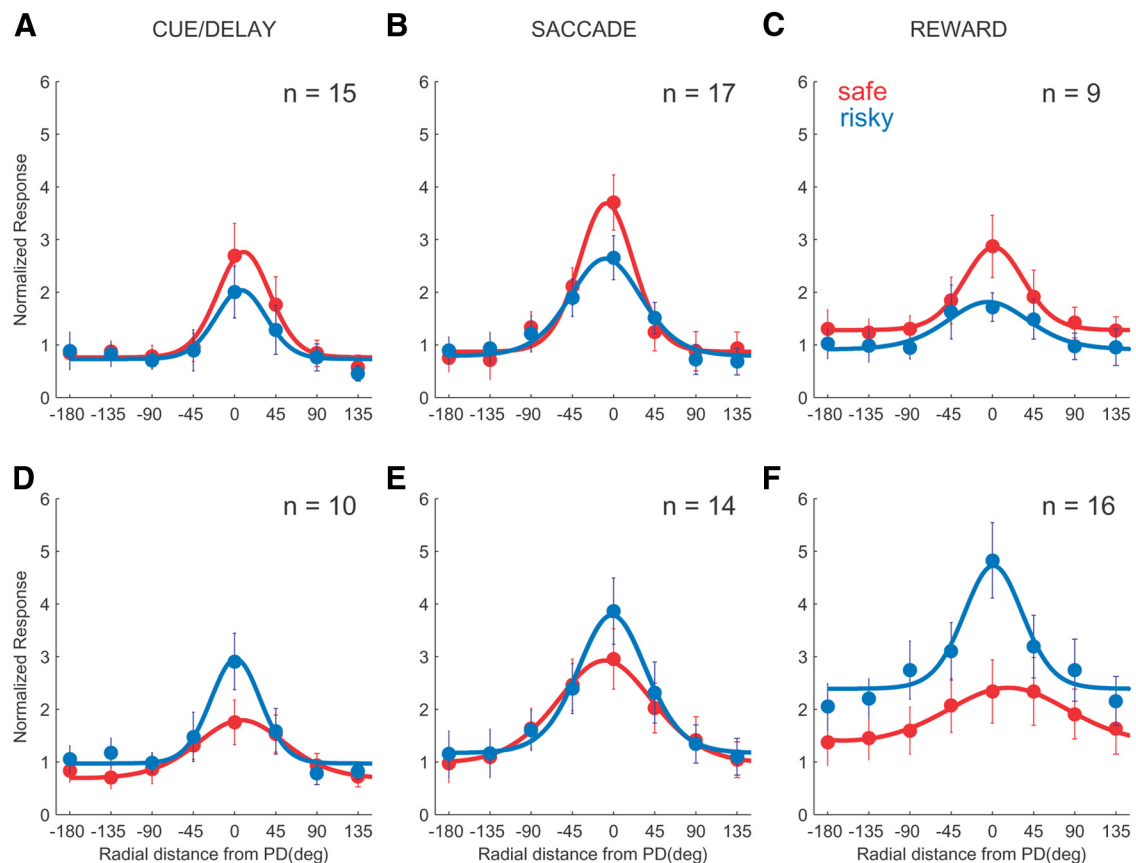 A CUE/DELAY B SACCADE C REWARD
n = 15 n = 17 safe n = 9
risky
6 6 6
5 5 5
4 4 4
3 3 3
2 2 2
1 1 1
0 0 0
Normalized Response
-180 -135 -90 -45 0 45 90 135 -180 -135 -90 -45 0 45 90 135 -180 -135 -90 -45 0 45 90 135
D E F
n = 10 n = 14 n = 16
6 6 6
5 5 5
4 4 4
3 3 3
2 2 2
1 1 1
0 0 0
Normalized Response
-180 -135 -90 -45 0 45 90 135 -180 -135 -90 -45 0 45 90 135 -180 -135 -90 -45 0 45 90 135
Radial distance from PD(deg) Radial distance from PD(deg) Radial distance from PD(deg)